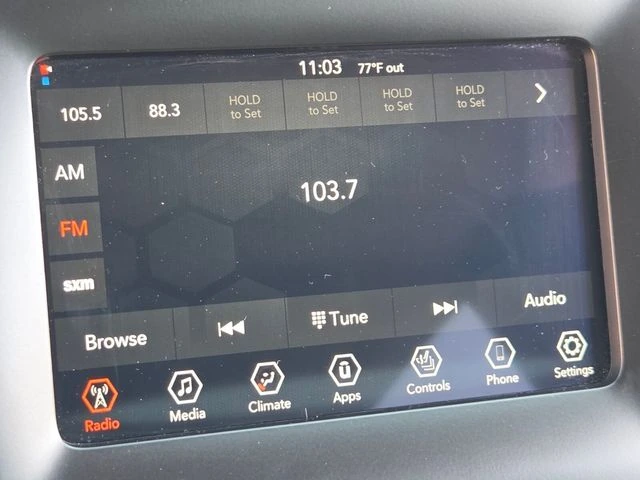 11:03 77°F out
105.5 88.3 HOLD to Set HOLD to Set HOLD to Set HOLD to Set
AM
103.7
FM
sxm
Browse Tune Audio
Radio Media Climate Apps Controls Phone Settings